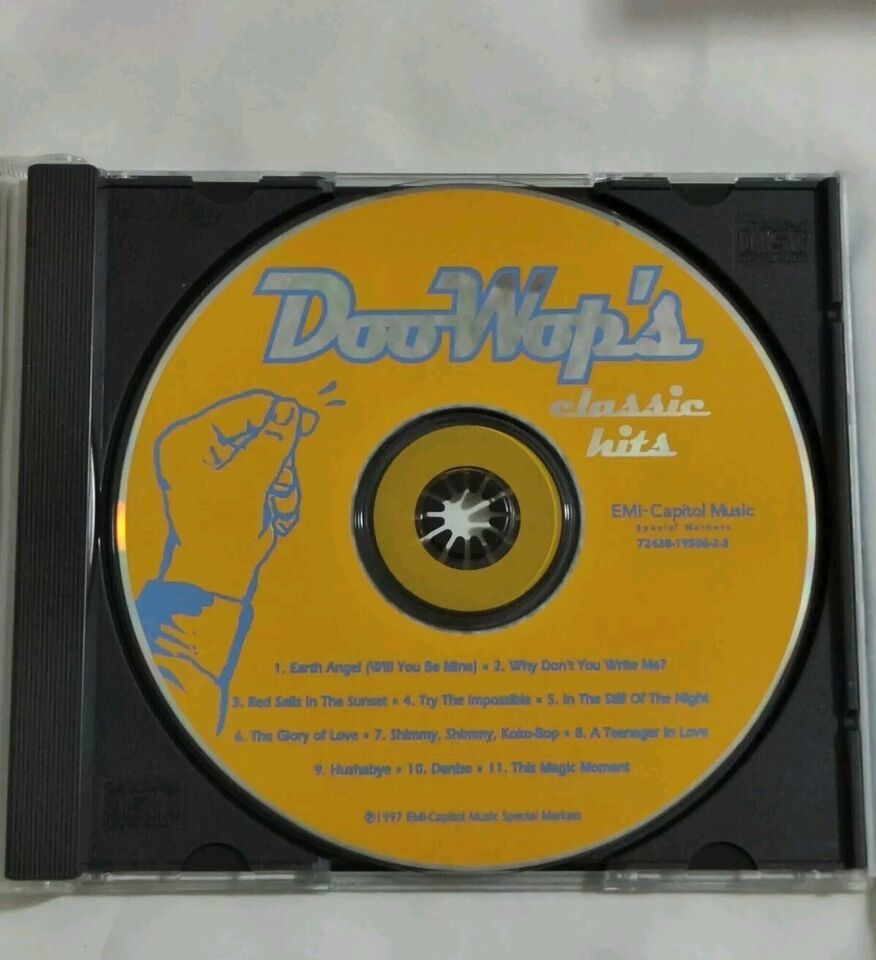 Doo-Wop's
classic
hits
EMI-Capitol Music
Special Markets
72438-19506-2-3
1. Earth Angel (Will You Be Mine) • 2. Why Don't You Write Me?
3. Red Sails In The Sunset • 4. Try The Impossible • 5. In The Still Of The Night
6. The Glory of Love • 7. Shimmy, Shimmy, Koko-Bop • 8. A Teenager In Love
9. Hushabye • 10. Denise • 11. This Magic Moment
℗1997 EMI-Capitol Music Special Markets